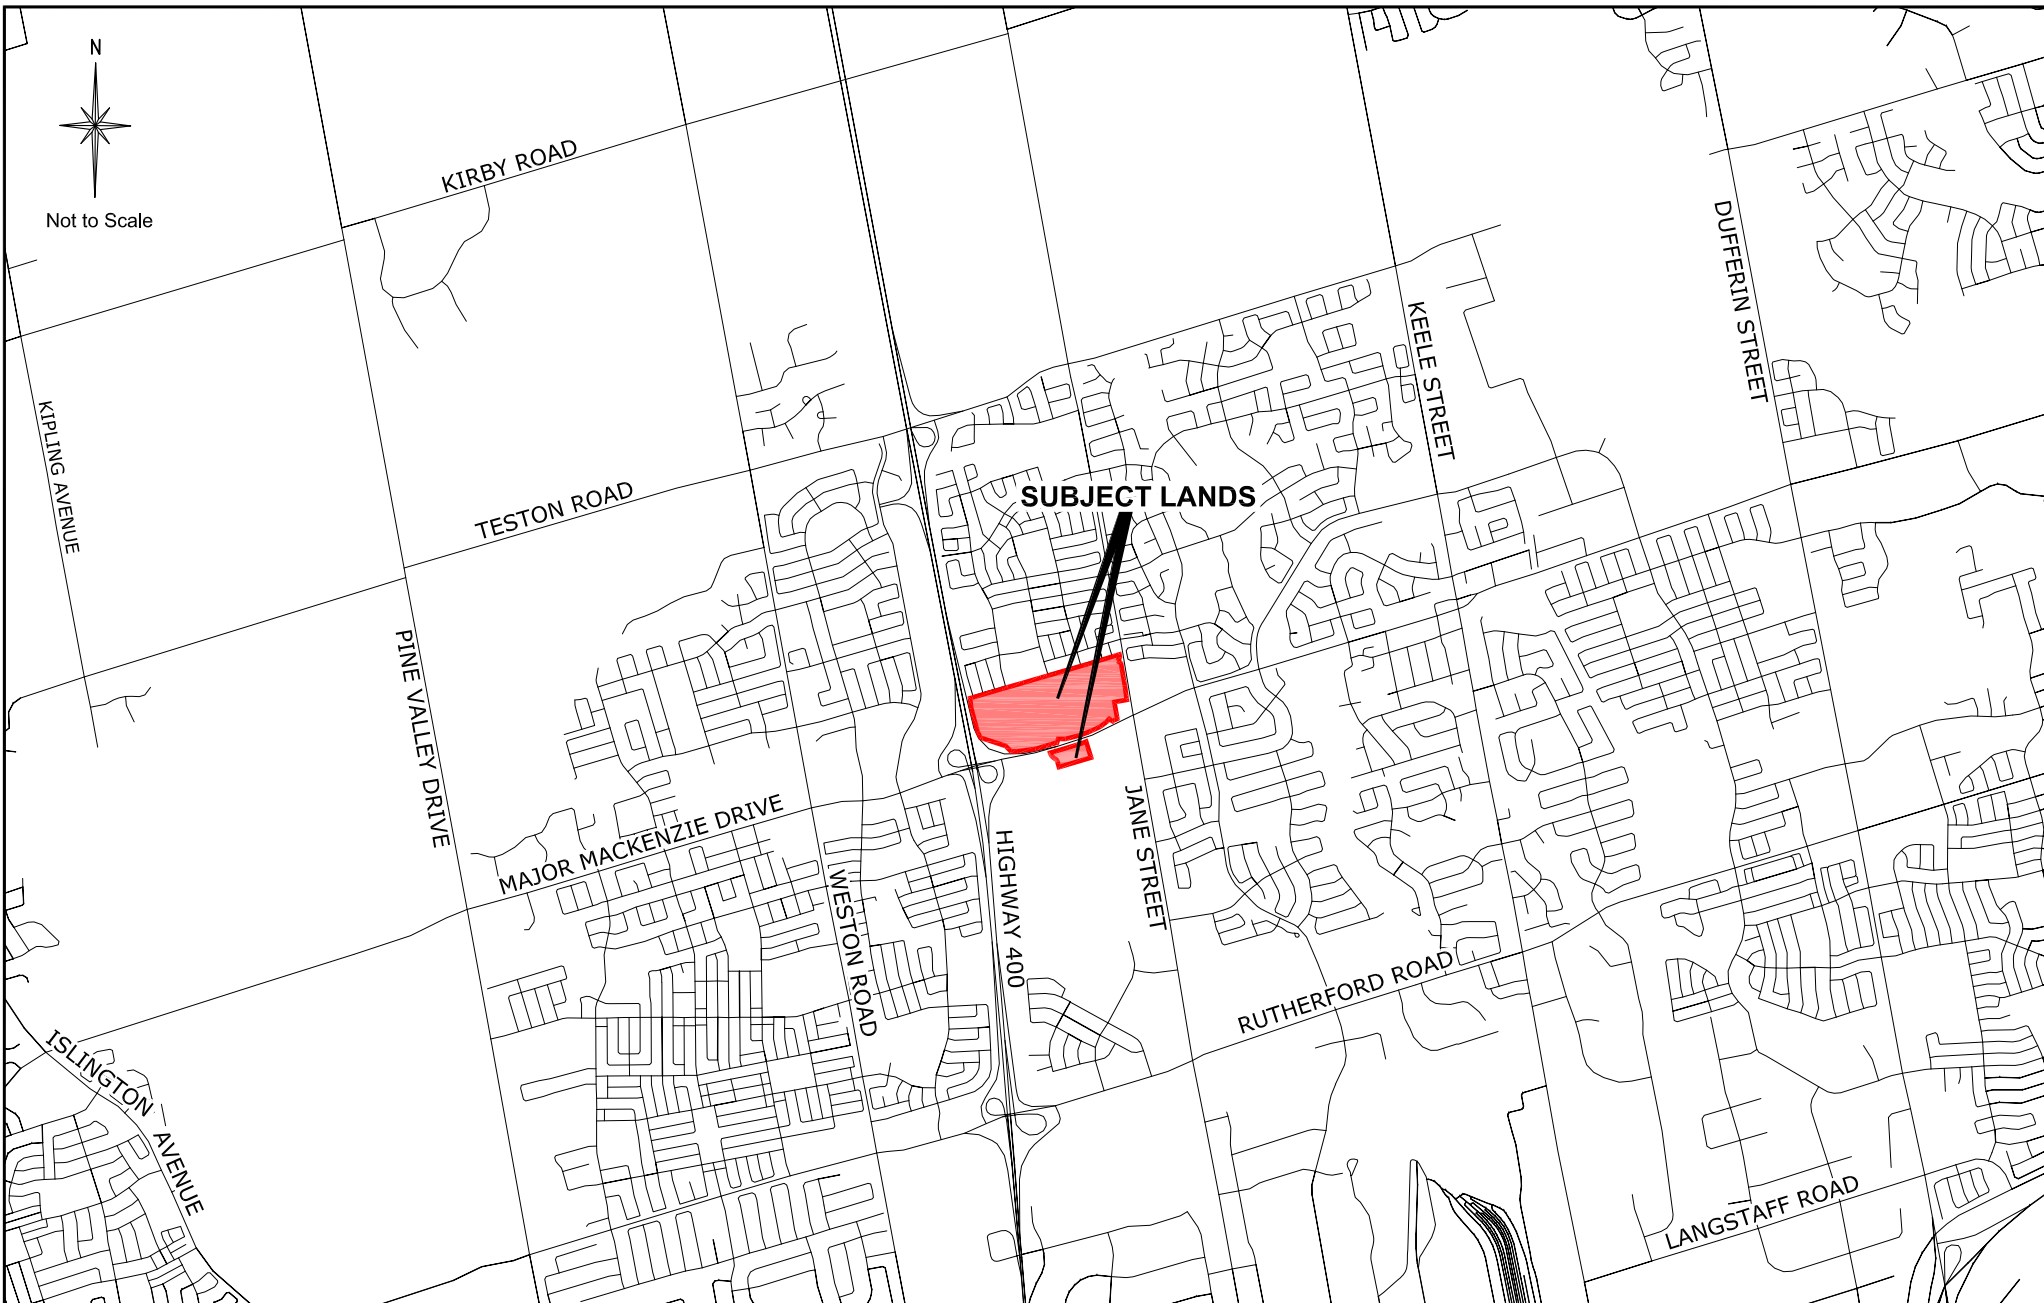 N
Not to Scale
KIRBY ROAD
DUFFERIN STREET
KEELE STREET
KIPLING AVENUE
TESTON ROAD
SUBJECT LANDS
PINE VALLEY DRIVE
MAJOR MACKENZIE DRIVE
JANE STREET
HIGHWAY 400
WESTON ROAD
RUTHERFORD ROAD
ISLINGTON
AVENUE
LANGSTAFF ROAD